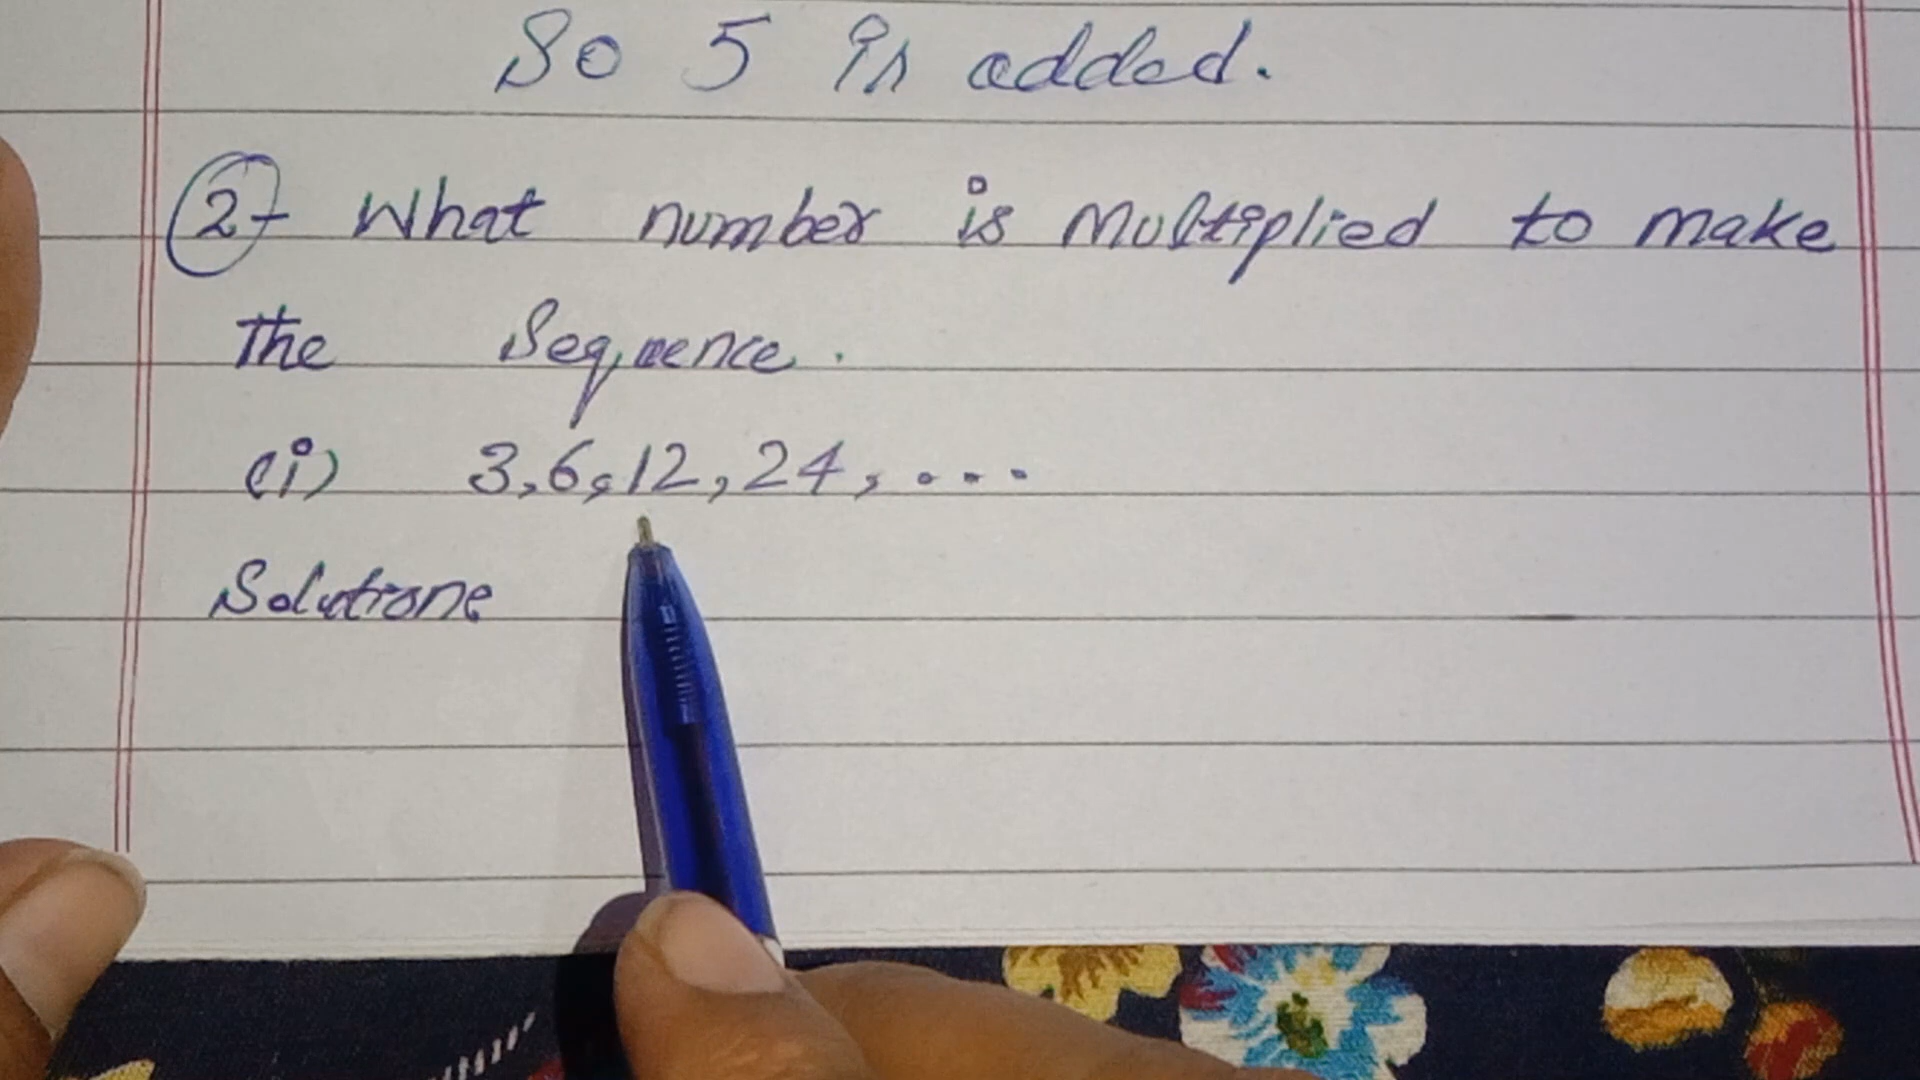 So 5 is added.
2- What number is Multiplied to make
The Sequence.
(i) 3,6,12,24,...
Solutione